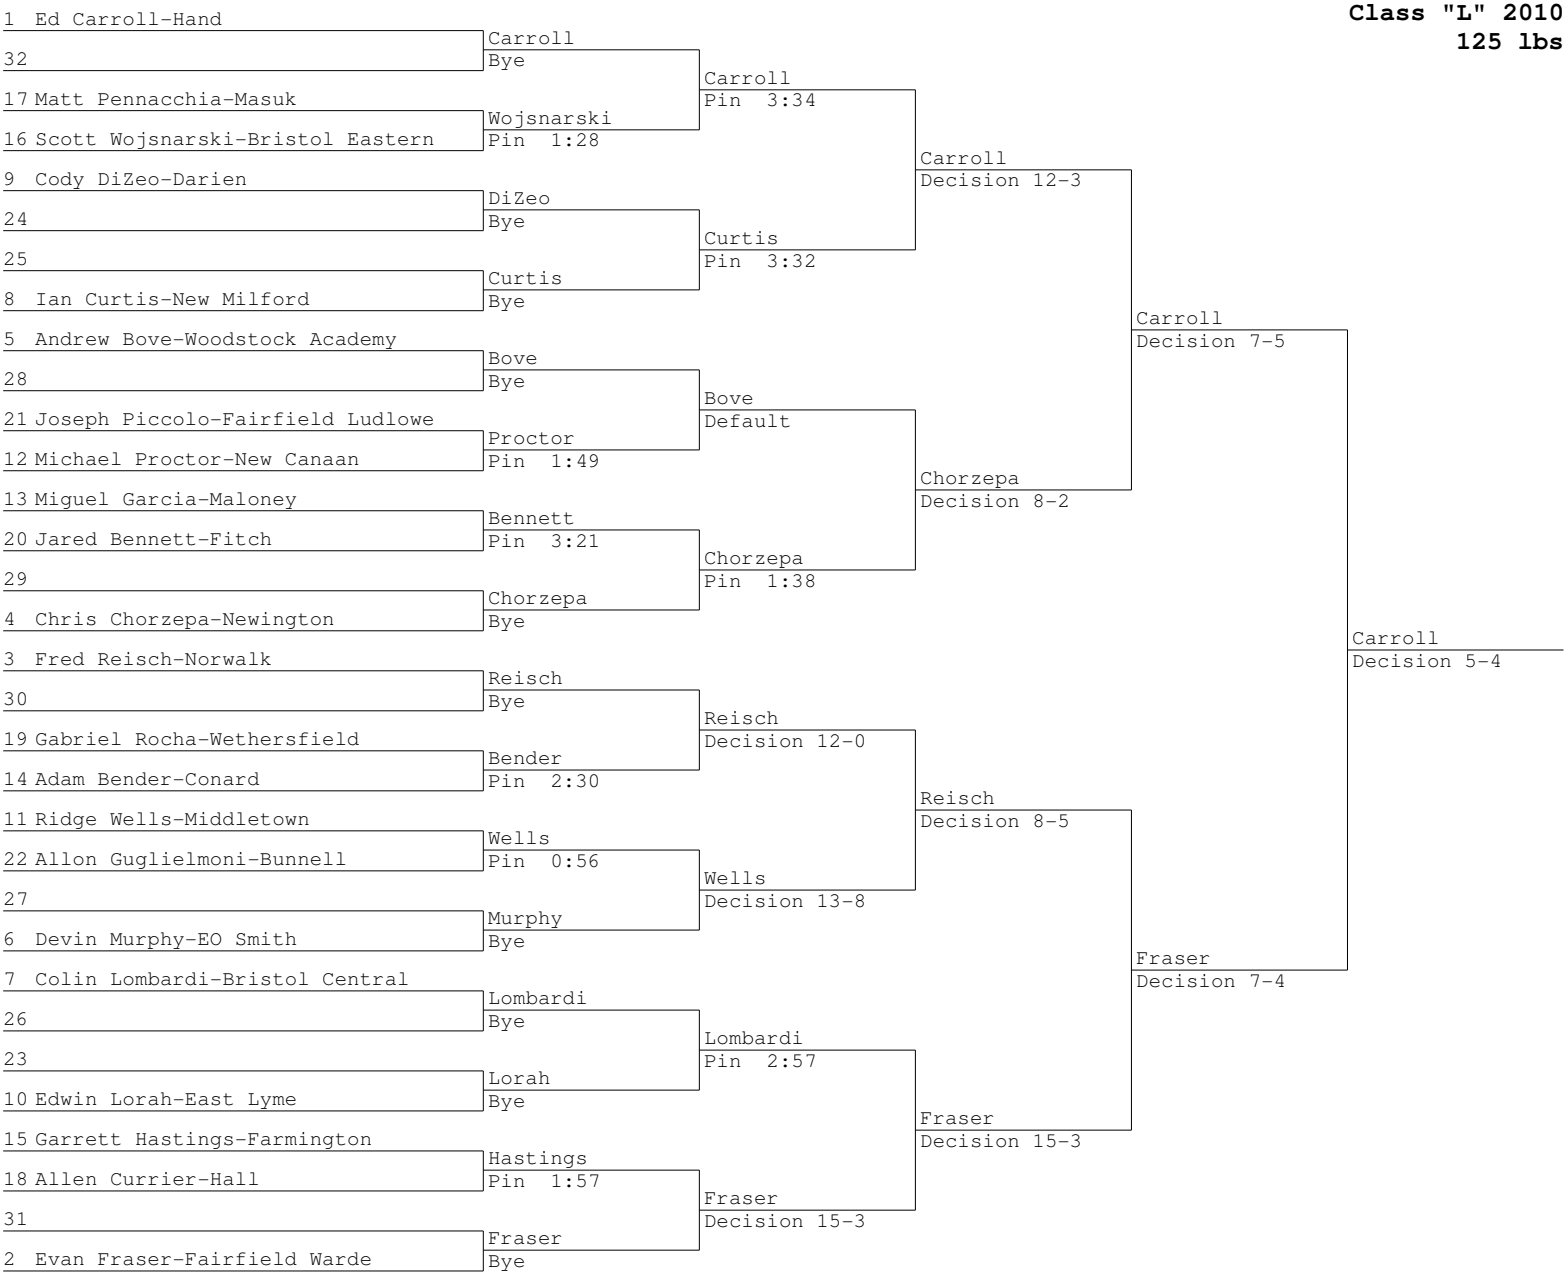 Class "L" 2010
125 lbs
1 Ed Carroll-Hand
32
17 Matt Pennacchia-Masuk
16 Scott Wojsnarski-Bristol Eastern
9 Cody DiZeo-Darien
24
25
8 Ian Curtis-New Milford
5 Andrew Bove-Woodstock Academy
28
21 Joseph Piccolo-Fairfield Ludlowe
12 Michael Proctor-New Canaan
13 Miguel Garcia-Maloney
20 Jared Bennett-Fitch
29
4 Chris Chorzepa-Newington
3 Fred Reisch-Norwalk
30
19 Gabriel Rocha-Wethersfield
14 Adam Bender-Conard
11 Ridge Wells-Middletown
22 Allon Guglielmoni-Bunnell
27
6 Devin Murphy-EO Smith
7 Colin Lombardi-Bristol Central
26
23
10 Edwin Lorah-East Lyme
15 Garrett Hastings-Farmington
18 Allen Currier-Hall
31
2 Evan Fraser-Fairfield Warde
Carroll
Bye
Wojsnarski
Pin 1:28
DiZeo
Bye
Curtis
Bye
Bove
Bye
Proctor
Pin 1:49
Bennett
Pin 3:21
Chorzepa
Bye
Reisch
Bye
Bender
Pin 2:30
Wells
Pin 0:56
Murphy
Bye
Lombardi
Bye
Lorah
Bye
Hastings
Pin 1:57
Fraser
Bye
Carroll
Pin 3:34
Curtis
Pin 3:32
Bove
Default
Chorzepa
Pin 1:38
Reisch
Decision 12-0
Wells
Decision 13-8
Lombardi
Pin 2:57
Fraser
Decision 15-3
Carroll
Decision 12-3
Chorzepa
Decision 8-2
Reisch
Decision 8-5
Fraser
Decision 15-3
Carroll
Decision 7-5
Fraser
Decision 7-4
Carroll
Decision 5-4